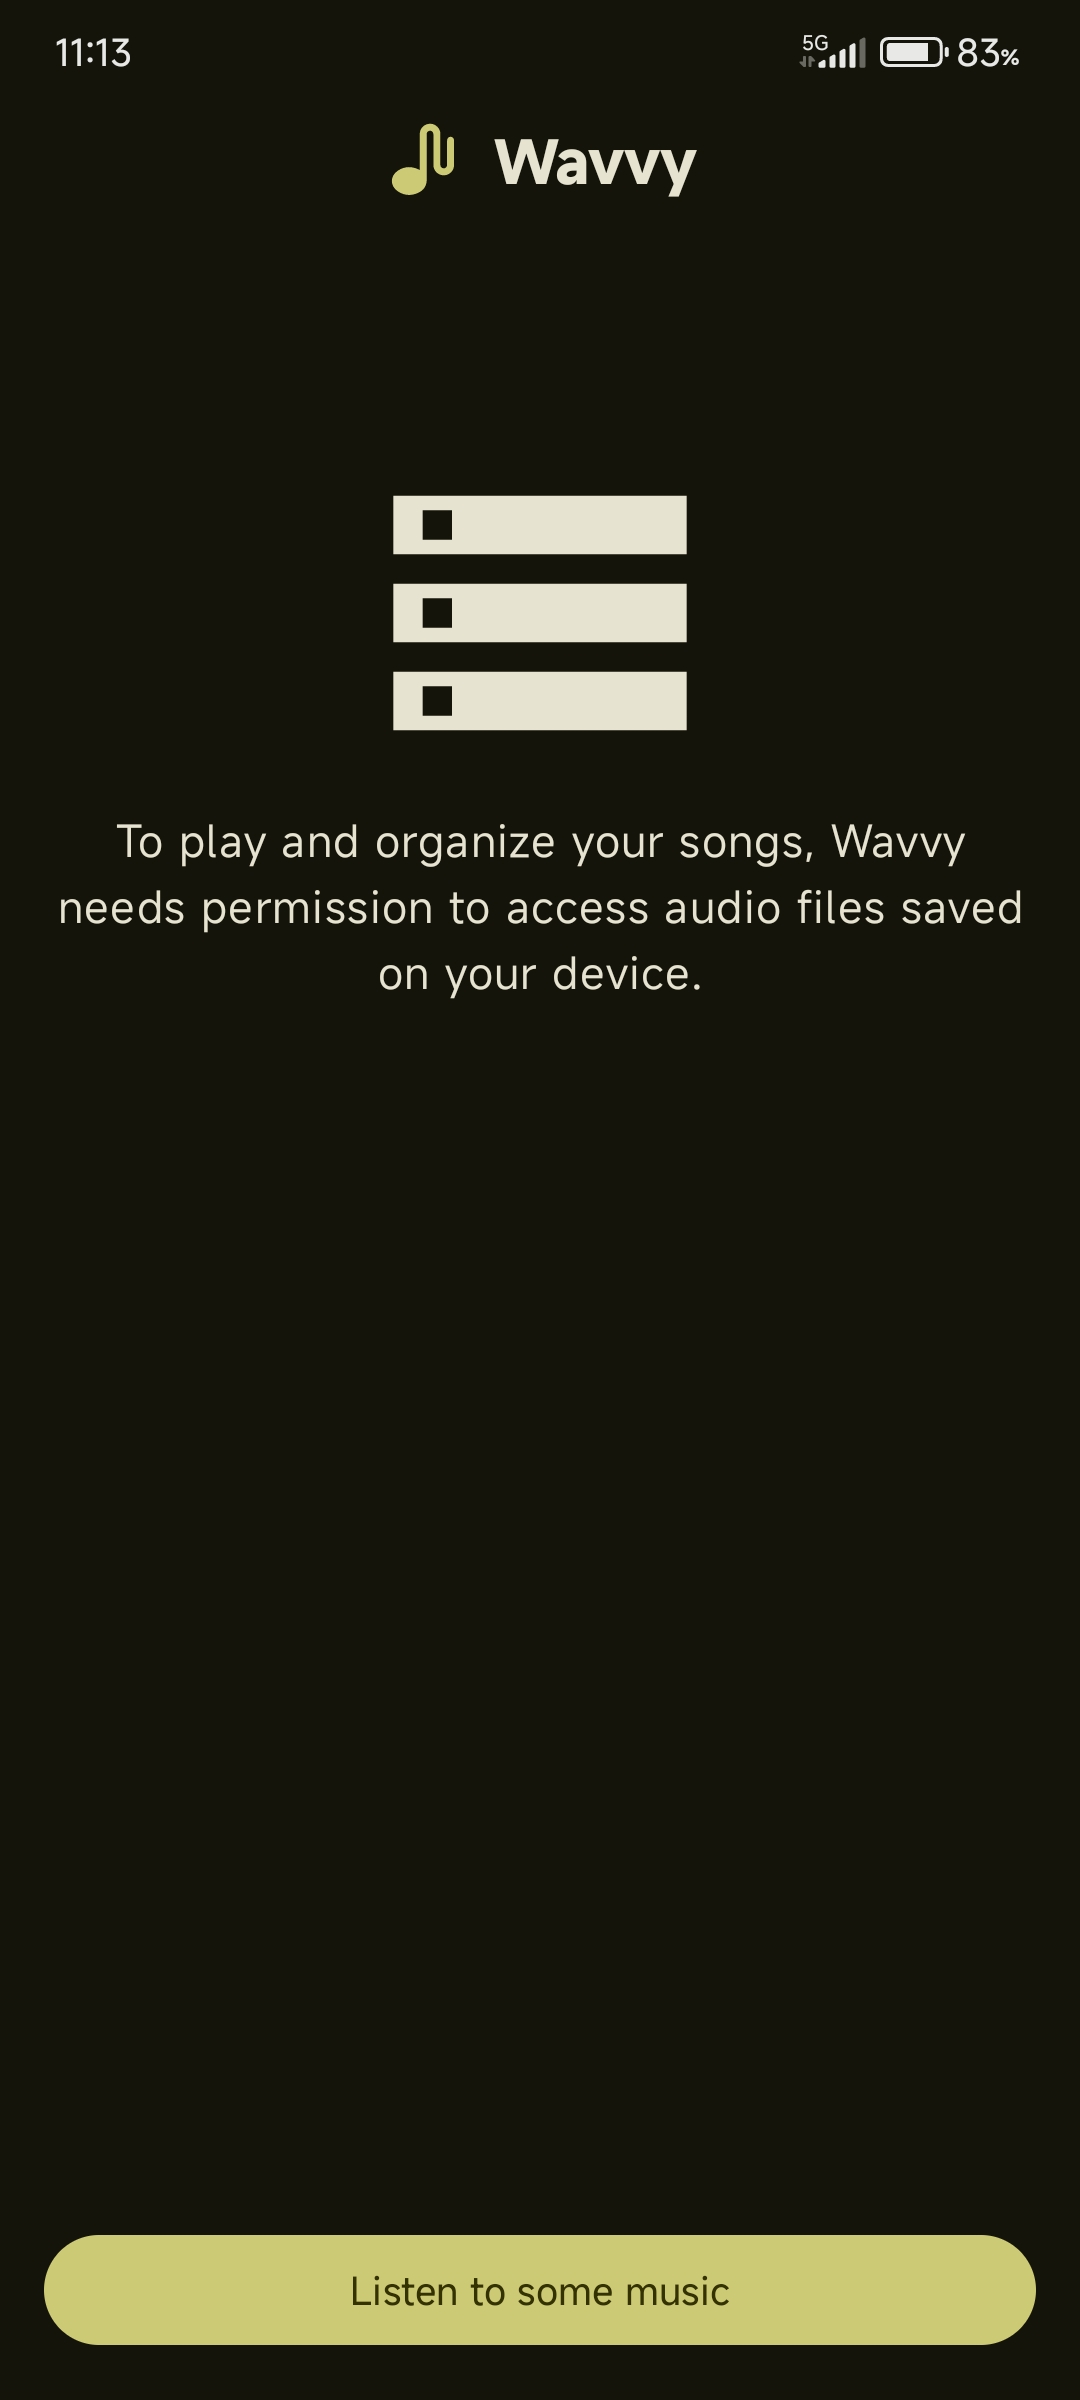 11:13
5G
83%
Wavvy
To play and organize your songs, Wavvy
needs permission to access audio files saved
on your device.
Listen to some music